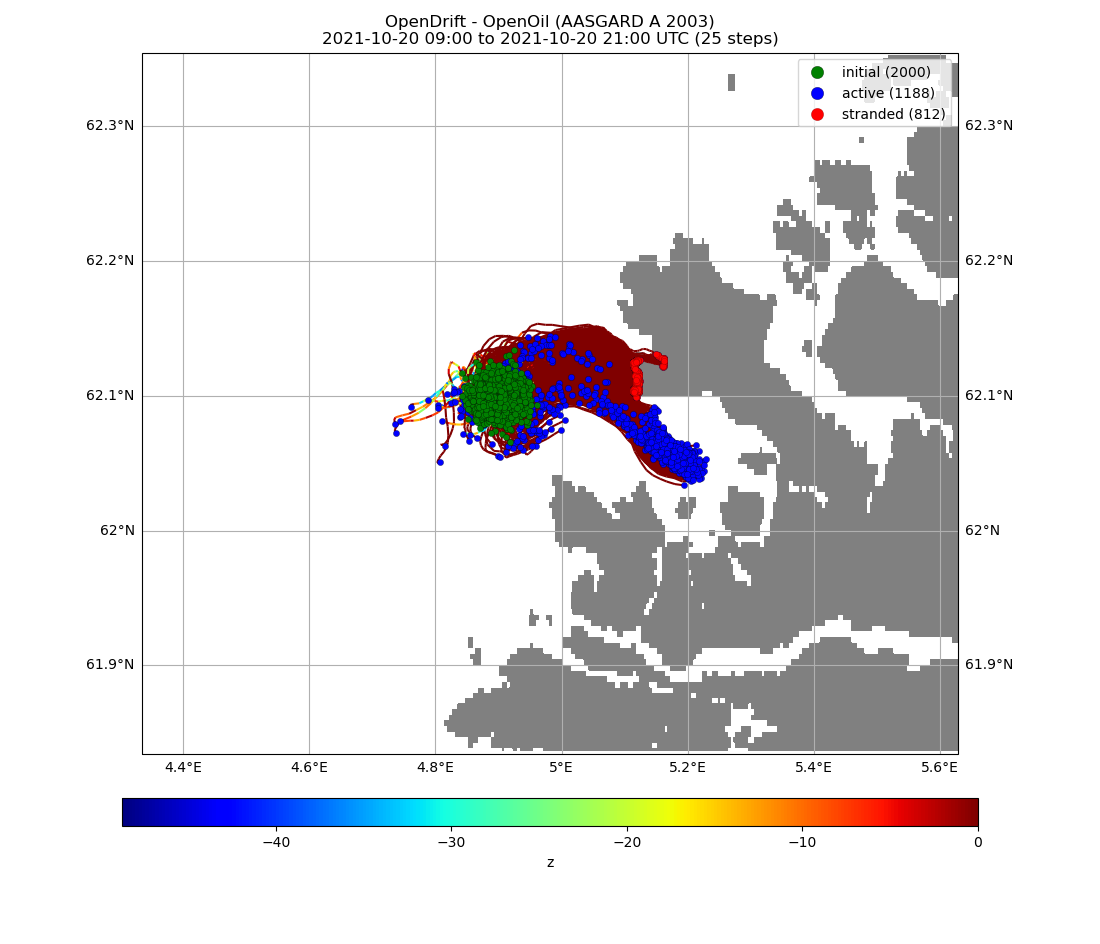 OpenDrift - OpenOil (AASGARD A 2003)
2021-10-20 09:00 to 2021-10-20 21:00 UTC (25 steps)
initial (2000)
active (1188)
stranded (812)
62.3°N
62.3°N
62.2°N
62.2°N
62.1°N
62.1°N
62°N
62°N
61.9°N
61.9°N
4.4°E
4.6°E
4.8°E
5°E
5.2°E
5.4°E
5.6°E
−40
−30
−20
−10
0
z